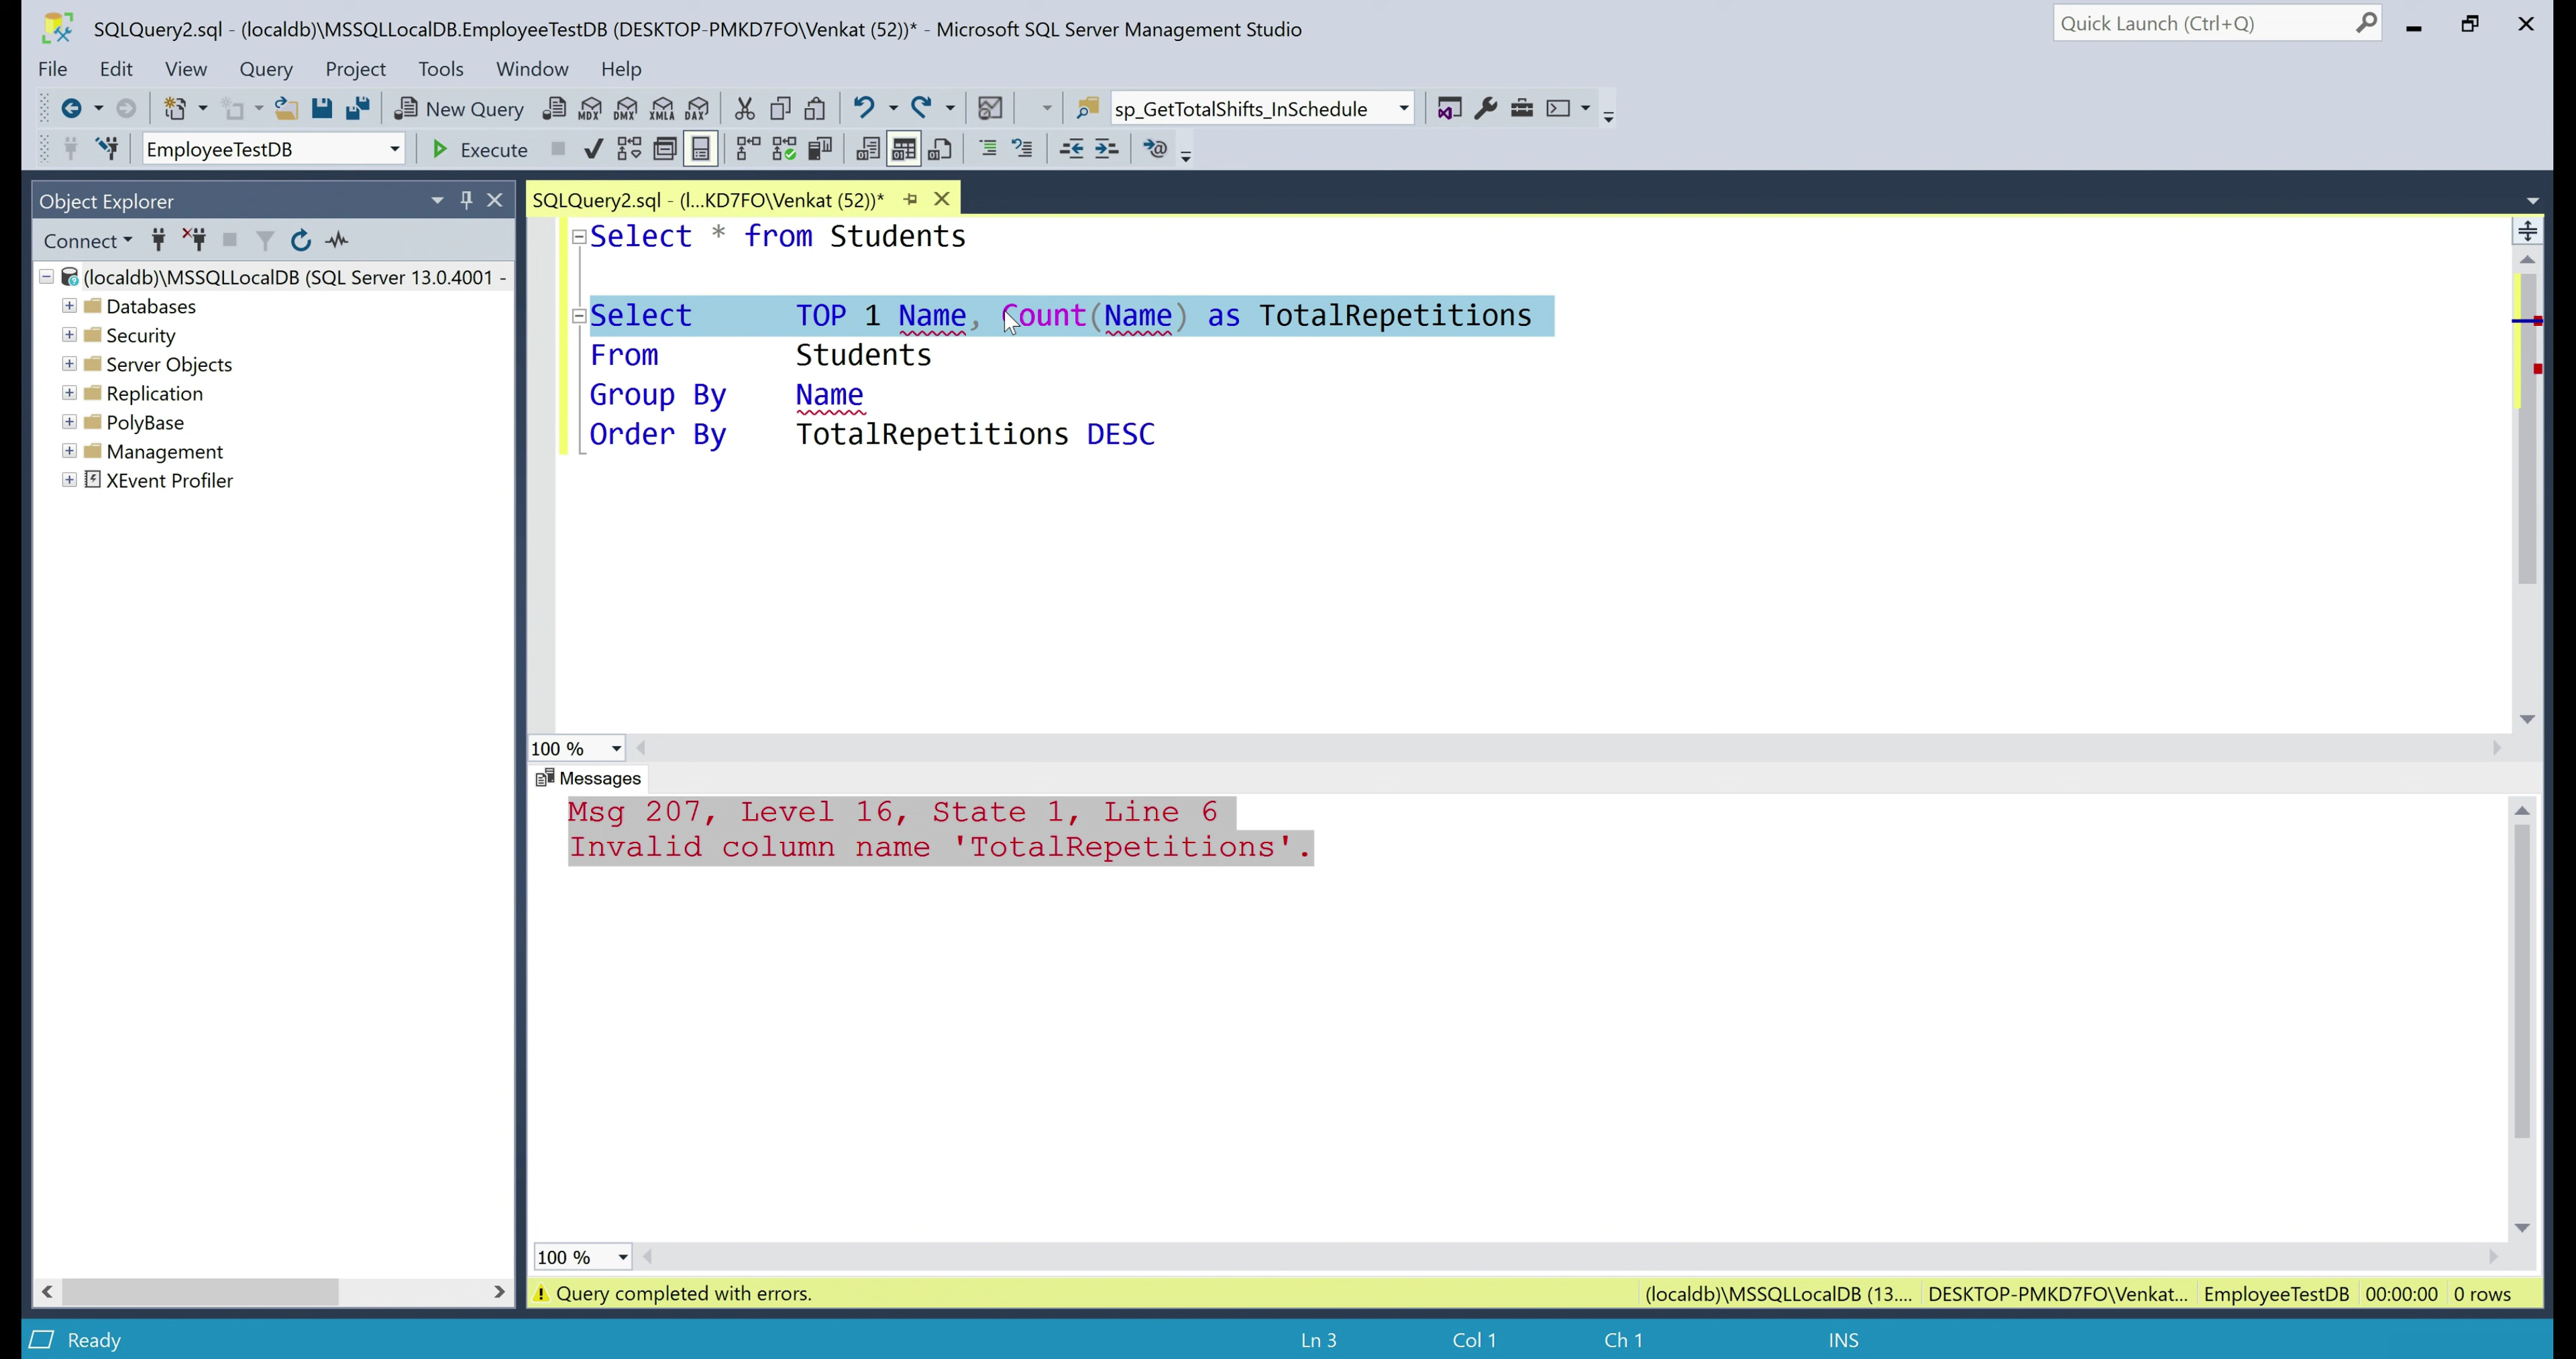 SQLQuery2.sql - (localdb)\MSSQLLocalDB.EmployeeTestDB (DESKTOP-PMKD7FO\Venkat (52))* - Microsoft SQL Server Management Studio
Quick Launch (Ctrl+Q)
File Edit View Query Project Tools Window Help
New Query MDX DMX XMLA DAX sp_GetTotalShifts_InSchedule
EmployeeTestDB Execute
Object Explorer
Connect
(localdb)\MSSQLLocalDB (SQL Server 13.0.4001 -
Databases
Security
Server Objects
Replication
PolyBase
Management
XEvent Profiler
SQLQuery2.sql - (l...KD7FO\Venkat (52))*
Select * from Students
Select TOP 1 Name, Count(Name) as TotalRepetitions
From Students
Group By Name
Order By TotalRepetitions DESC
100 %
Messages
Msg 207, Level 16, State 1, Line 6
Invalid column name 'TotalRepetitions'.
100 %
Query completed with errors. (localdb)\MSSQLLocalDB (13.... DESKTOP-PMKD7FO\Venkat... EmployeeTestDB 00:00:00 0 rows
Ready Ln 3 Col 1 Ch 1 INS